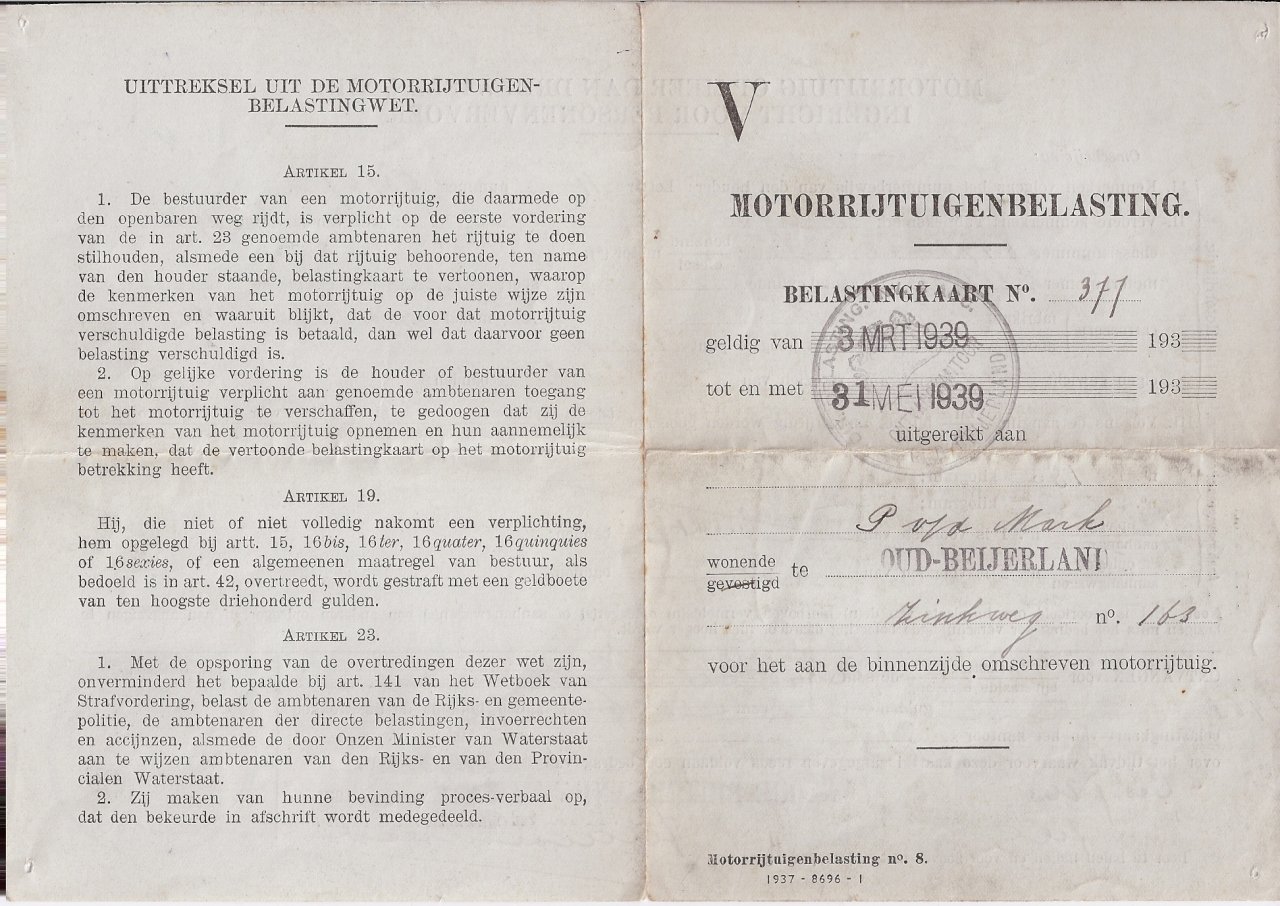 UITTREKSEL UIT DE MOTORRIJTUIGEN-
BELASTINGWET.
ARTIKEL 15.
1. De bestuurder van een motorrijtuig, die daarmede op
den openbaren weg rijdt, is verplicht op de eerste vordering
van de in art. 23 genoemde ambtenaren het rijtuig te doen
stilhouden, alsmede een bij dat rijtuig behoorende, ten name
van den houder staande, belastingkaart te vertoonen, waarop
de kenmerken van het motorrijtuig op de juiste wijze zijn
omschreven en waaruit blijkt, dat de voor dat motorrijtuig
verschuldigde belasting is betaald, dan wel dat daarvoor geen
belasting verschuldigd is.
2. Op gelijke vordering is de houder of bestuurder van
een motorrijtuig verplicht aan genoemde ambtenaren toegang
tot het motorrijtuig te verschaffen, te gedoogen dat zij de
kenmerken van het motorrijtuig opnemen en hun aannemelijk
te maken, dat de vertoonde belastingkaart op het motorrijtuig
betrekking heeft.
ARTIKEL 19.
Hij, die niet of niet volledig nakomt een verplichting,
hem opgelegd bij artt. 15, 16bis, 16ter, 16quater, 16quinquies
of 16sexies, of een algemeenen maatregel van bestuur, als
bedoeld is in art. 42, overtreedt, wordt gestraft met een geldboete
van ten hoogste driehonderd gulden.
ARTIKEL 23.
1. Met de opsporing van de overtredingen dezer wet zijn,
onverminderd het bepaalde bij art. 141 van het Wetboek van
Strafvordering, belast de ambtenaren van de Rijks- en gemeente-
politie, de ambtenaren der directe belastingen, invoerrechten
en accijnzen, alsmede de door Onzen Minister van Waterstaat
aan te wijzen ambtenaren van den Rijks- en van den Provin-
cialen Waterstaat.
2. Zij maken van hunne bevinding proces-verbaal op,
dat den bekeurde in afschrift wordt medegedeeld.
V
MOTORRIJTUIGENBELASTING.
BELASTINGKAART No. 377
geldig van 3 MRT 1939 193
tot en met 31 MEI 1939 193
uitgereikt aan
P v/d Mark
wonende
gevestigd te OUD-BEIJERLAND
Zinkweg no. 163
voor het aan de binnenzijde omschreven motorrijtuig.
Motorrijtuigenbelasting no. 8.
1937 - 8696 - 1